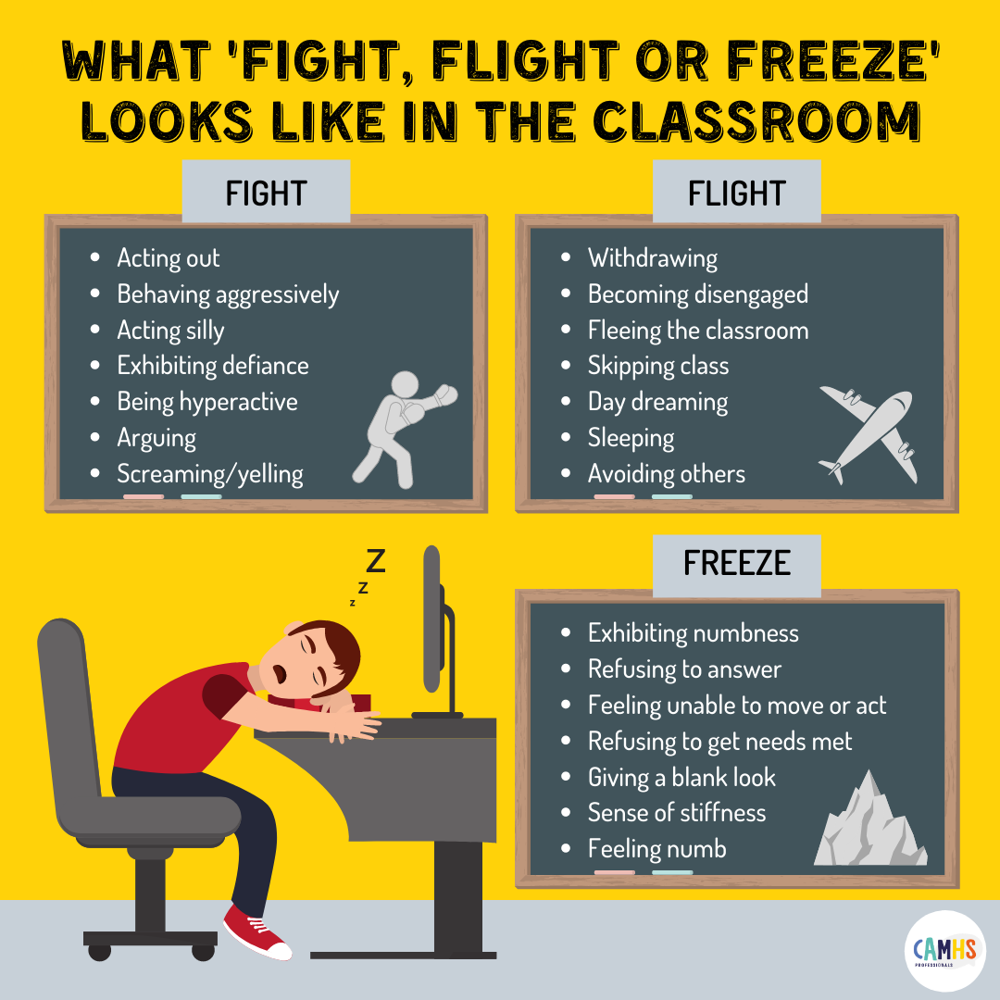 WHAT 'FIGHT, FLIGHT OR FREEZE'
LOOKS LIKE IN THE CLASSROOM
FIGHT
• Acting out
• Behaving aggressively
• Acting silly
• Exhibiting defiance
• Being hyperactive
• Arguing
• Screaming/yelling
FLIGHT
• Withdrawing
• Becoming disengaged
• Fleeing the classroom
• Skipping class
• Day dreaming
• Sleeping
• Avoiding others
Z
z
z
FREEZE
• Exhibiting numbness
• Refusing to answer
• Feeling unable to move or act
• Refusing to get needs met
• Giving a blank look
• Sense of stiffness
• Feeling numb
CAMHS
PROFESSIONALS